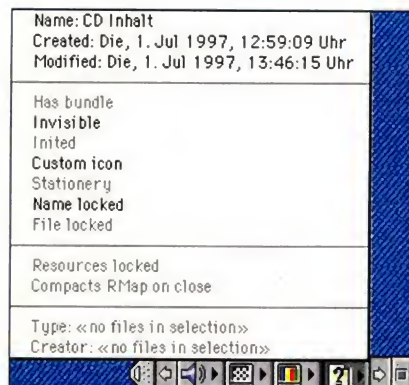 Name: CD Inhalt
Created: Die, 1. Jul 1997, 12:59:09 Uhr
Modified: Die, 1. Jul 1997, 13:46:15 Uhr
Has bundle
Invisible
Inited
Custom icon
Stationery
Name locked
File locked
Resources locked
Compacts RMap on close
Type: «no files in selection»
Creator: «no files in selection»